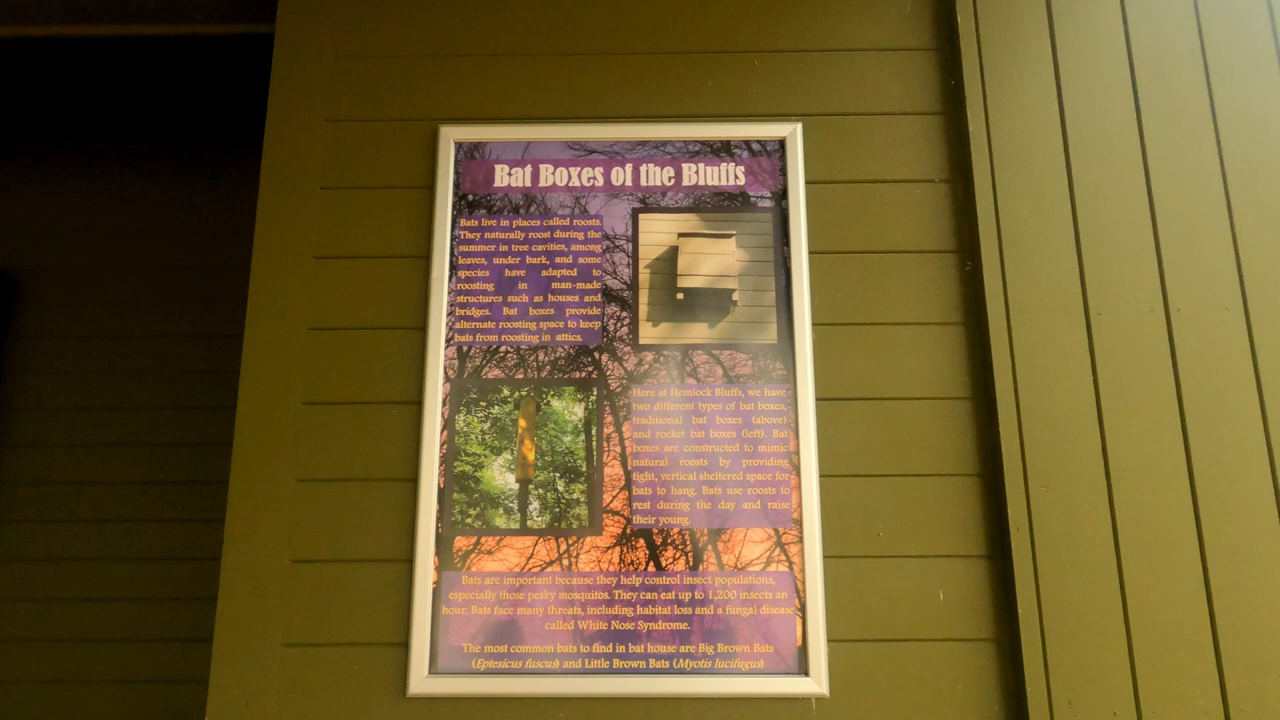 Bat Boxes of the Bluffs
Bats live in places called roosts.
They naturally roost during the
summer in tree cavities, among
leaves, under bark, and some
species have adapted to
roosting in man-made
structures such as houses and
bridges. Bat boxes provide
alternate roosting space to keep
bats from roosting in attics.
Here at Hemlock Bluffs, we have
two different types of bat boxes,
traditional bat boxes (above)
and rocket bat boxes (left). Bat
boxes are constructed to mimic
natural roosts by providing
tight, vertical sheltered space for
bats to hang. Bats use roosts to
rest during the day and raise
their young.
Bats are important because they help control insect populations,
especially those pesky mosquitos. They can eat up to 1,200 insects an
hour. Bats face many threats, including habitat loss and a fungal disease
called White Nose Syndrome.
The most common bats to find in bat house are Big Brown Bats
(Eptesicus fuscus) and Little Brown Bats (Myotis lucifugus)